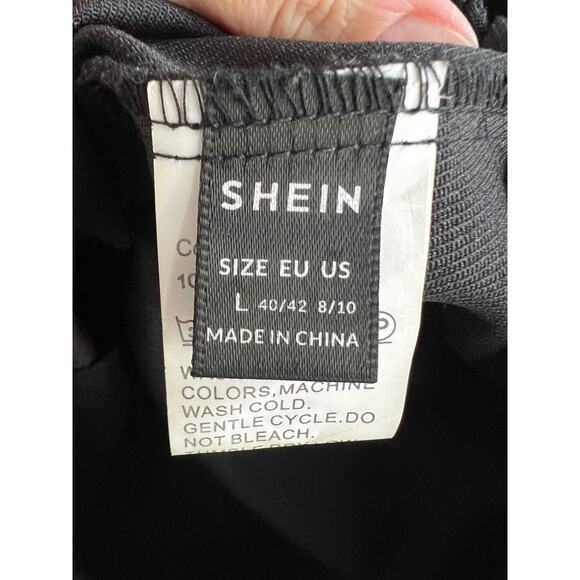 SHEIN
SIZE EU US
L 40/42 8/10
MADE IN CHINA
COLORS,MACHINE
WASH COLD.
GENTLE CYCLE.DO
NOT BLEACH.